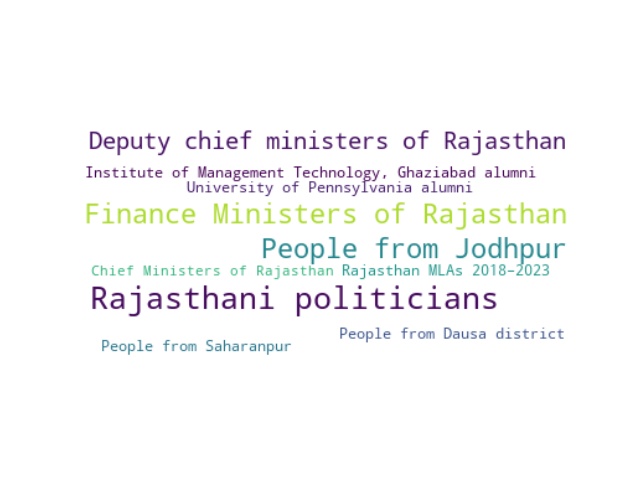 Deputy chief ministers of Rajasthan
Institute of Management Technology, Ghaziabad alumni
University of Pennsylvania alumni
Finance Ministers of Rajasthan
People from Jodhpur
Chief Ministers of Rajasthan Rajasthan MLAs 2018–2023
Rajasthani politicians
People from Dausa district
People from Saharanpur